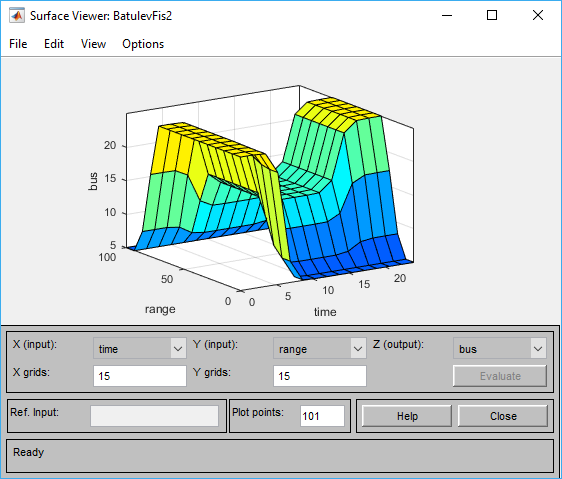 Surface Viewer: BatulevFis2
File Edit View Options
20
15
10
5
bus
100
50
0
range
0
5
10
15
20
time
X (input): time Y (input): range Z (output): bus
X grids: 15 Y grids: 15 Evaluate
Ref. Input: Plot points: 101 Help Close
Ready